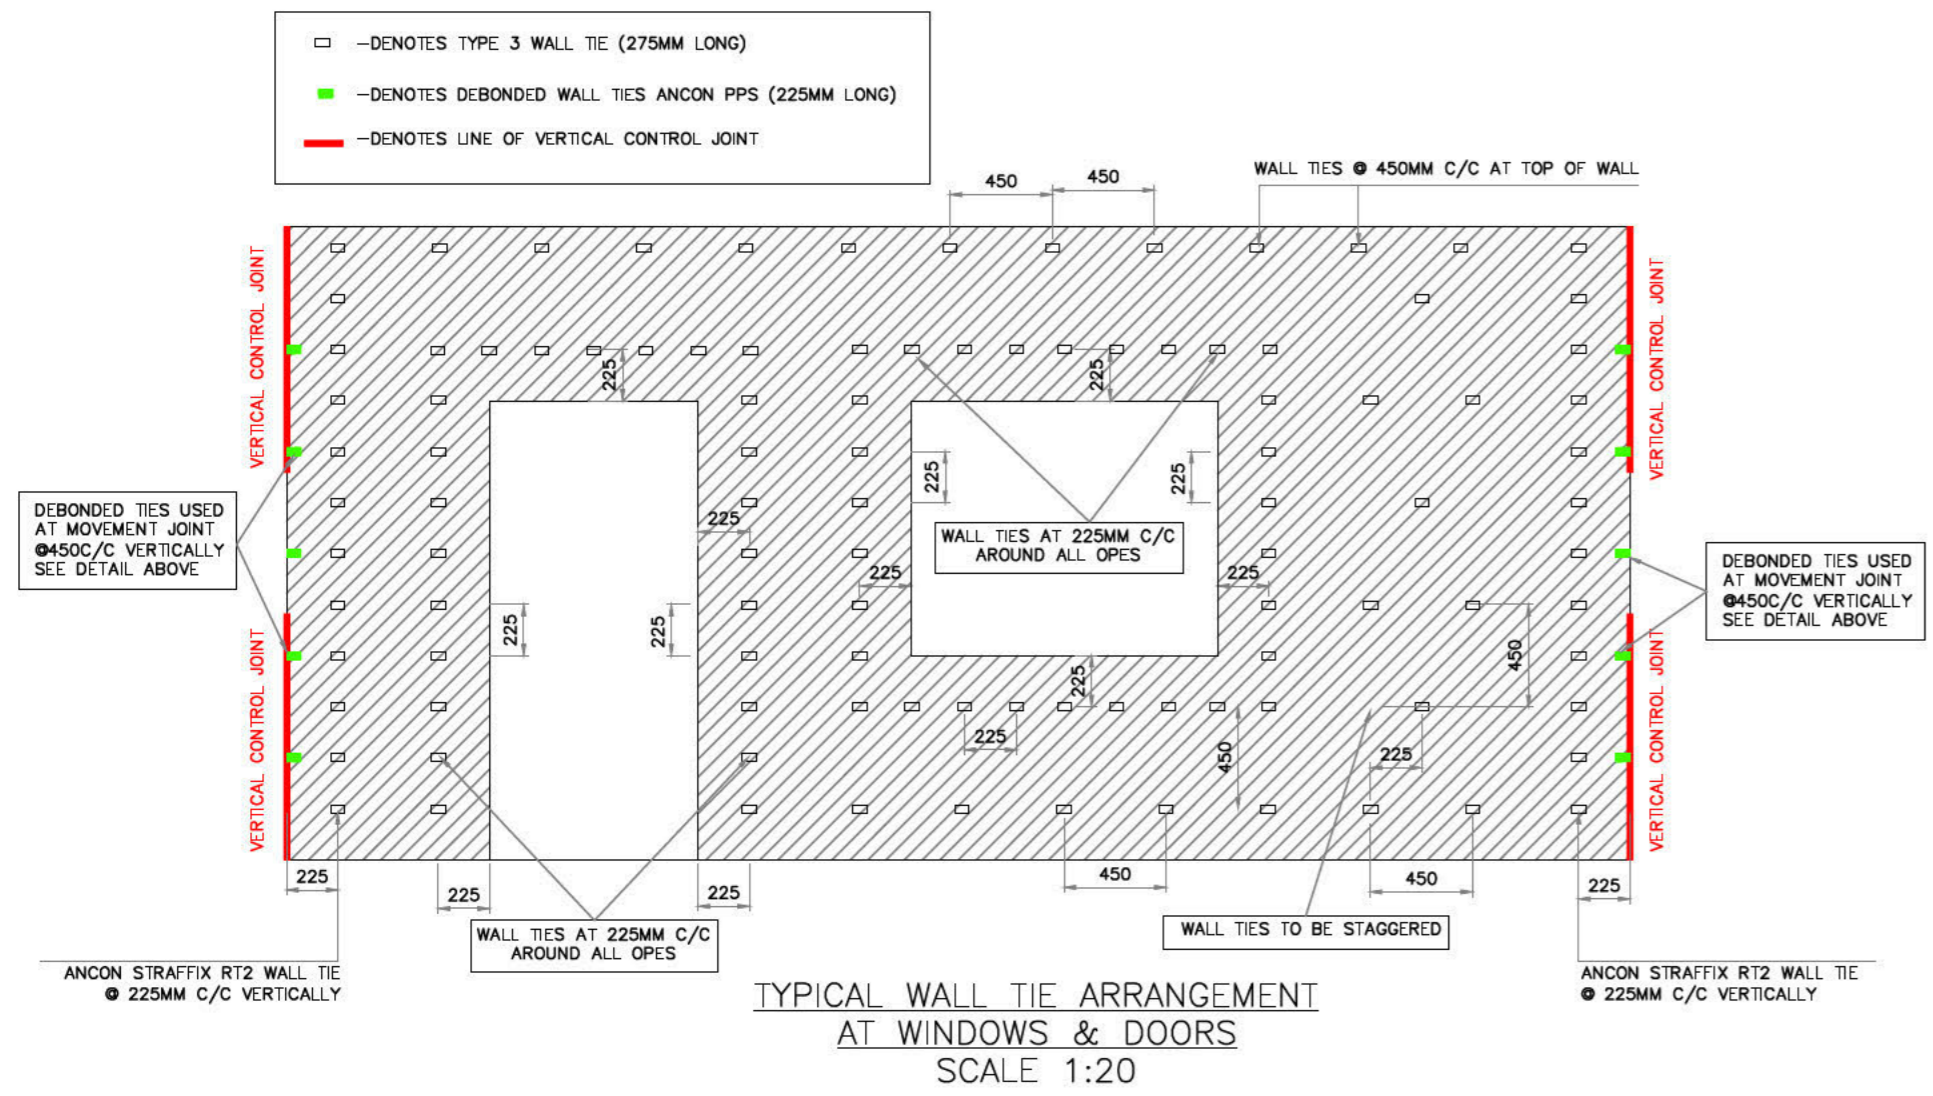 —DENOTES TYPE 3 WALL TIE (275MM LONG)
—DENOTES DEBONDED WALL TIES ANCON PPS (225MM LONG)
—DENOTES LINE OF VERTICAL CONTROL JOINT
WALL TIES @ 450MM C/C AT TOP OF WALL
450
450
VERTICAL CONTROL JOINT
VERTICAL CONTROL JOINT
225
225
225
225
DEBONDED TIES USED
AT MOVEMENT JOINT
@450C/C VERTICALLY
SEE DETAIL ABOVE
225
WALL TIES AT 225MM C/C
AROUND ALL OPES
DEBONDED TIES USED
AT MOVEMENT JOINT
@450C/C VERTICALLY
SEE DETAIL ABOVE
225
225
225
225
450
225
VERTICAL CONTROL JOINT
VERTICAL CONTROL JOINT
225
450
225
225
225
225
450
450
225
WALL TIES AT 225MM C/C
AROUND ALL OPES
WALL TIES TO BE STAGGERED
ANCON STRAFFIX RT2 WALL TIE
@ 225MM C/C VERTICALLY
ANCON STRAFFIX RT2 WALL TIE
@ 225MM C/C VERTICALLY
TYPICAL WALL TIE ARRANGEMENT
AT WINDOWS & DOORS
SCALE 1:20